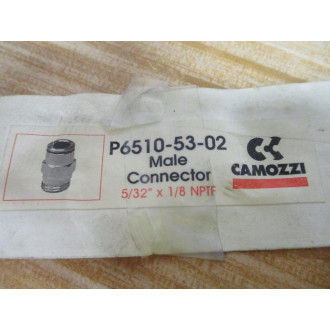 P6510-53-02
Male
Connector
5/32" x 1/8 NPTF
CAMOZZI